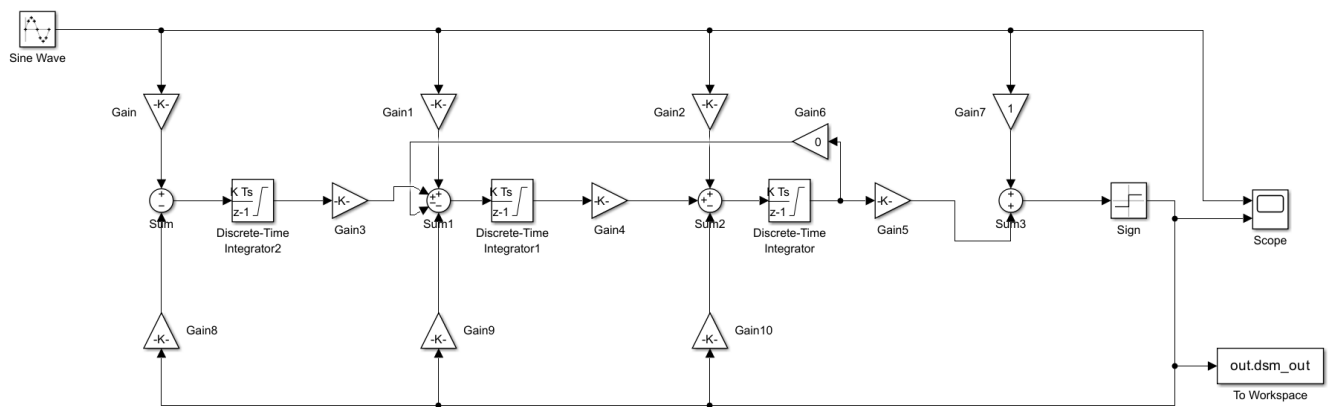 Sine Wave
Gain
-K-
Gain1
-K-
Gain2
-K-
Gain6
0
Gain7
1
+
−
Sum
K Ts
z-1
Discrete-Time
Integrator2
-K-
Gain3
+
+
−
−
Sum1
K Ts
z-1
Discrete-Time
Integrator1
-K-
Gain4
+
+
−
Sum2
K Ts
z-1
Discrete-Time
Integrator
-K-
Gain5
+
+
Sum3
Sign
Scope
-K-
Gain8
-K-
Gain9
-K-
Gain10
out.dsm_out
To Workspace